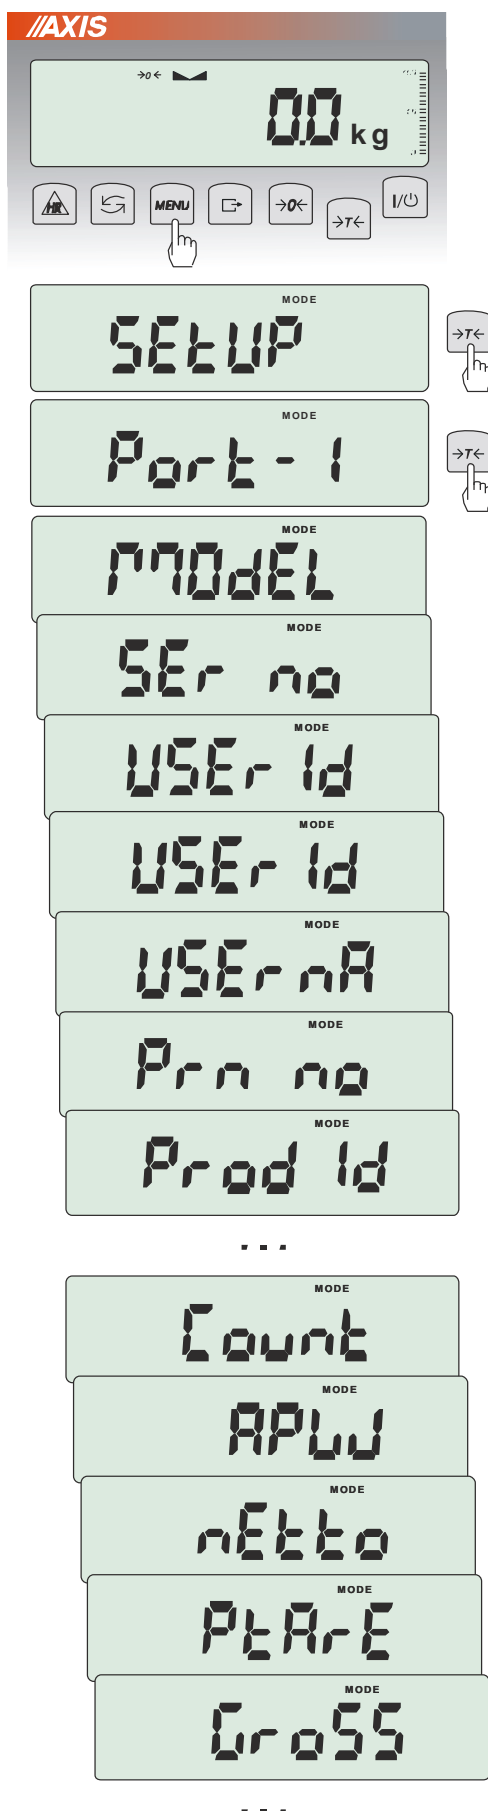 AXIS
→0←
0.0 kg
HR MENU →0← →T← I/⏻
MODE
SEtUP
→T←
MODE
Port-1
→T←
MODE
MOdEL
MODE
SEr no
MODE
USEr Id
MODE
USEr Id
MODE
USEr nA
MODE
Prn no
MODE
Prod Id
...
MODE
Count
MODE
APW
MODE
nEtto
MODE
PtArE
MODE
GroSS
...